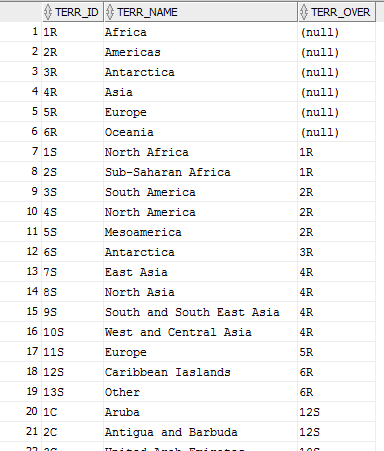 TERR_ID TERR_NAME TERR_OVER
1 1R Africa (null)
2 2R Americas (null)
3 3R Antarctica (null)
4 4R Asia (null)
5 5R Europe (null)
6 6R Oceania (null)
7 1S North Africa 1R
8 2S Sub-Saharan Africa 1R
9 3S South America 2R
10 4S North America 2R
11 5S Mesoamerica 2R
12 6S Antarctica 3R
13 7S East Asia 4R
14 8S North Asia 4R
15 9S South and South East Asia 4R
16 10S West and Central Asia 4R
17 11S Europe 5R
18 12S Caribbean Iaslands 6R
19 13S Other 6R
20 1C Aruba 12S
21 2C Antigua and Barbuda 12S
United Arab Emirates